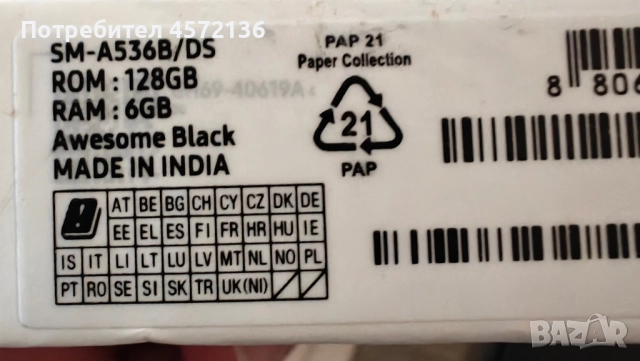 Потребител 4572136
SM-A536B/DS
ROM : 128GB
RAM : 6GB
Awesome Black
MADE IN INDIA
PAP 21
Paper Collection
21
PAP
8 806
AT BE BG CH CY CZ DK DE
EE EL ES FI FR HR HU IE
IS IT LI LT LU LV MT NL NO PL
PT RO SE SI SK TR UK(NI)
BAZAR
bg